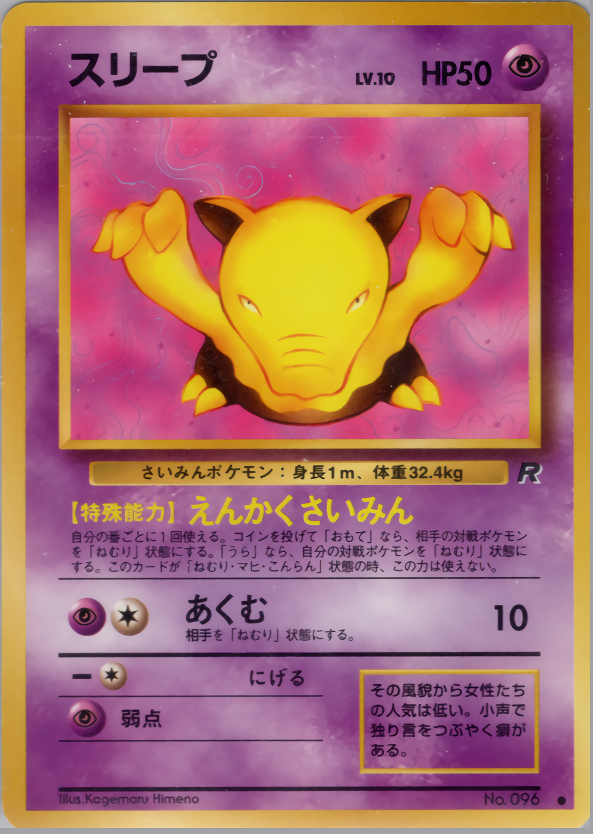 スリープ LV.10 HP50
さいみんポケモン：身長1m、体重32.4kg R
【特殊能力】えんかくさいみん
自分の番ごとに1回使える。コインを投げて「おもて」なら、相手の対戦ポケモン
を「ねむり」状態にする。「うら」なら、自分の対戦ポケモンを「ねむり」状態に
する。このカードが「ねむり・マヒ・こんらん」状態の時、この力は使えない。
あくむ 10
相手を「ねむり」状態にする。
ー にげる
弱点
その風貌から女性たち
の人気は低い。小声で
独り言をつぶやく癖が
ある。
Illus.Kagemaru Himeno No. 096 ●